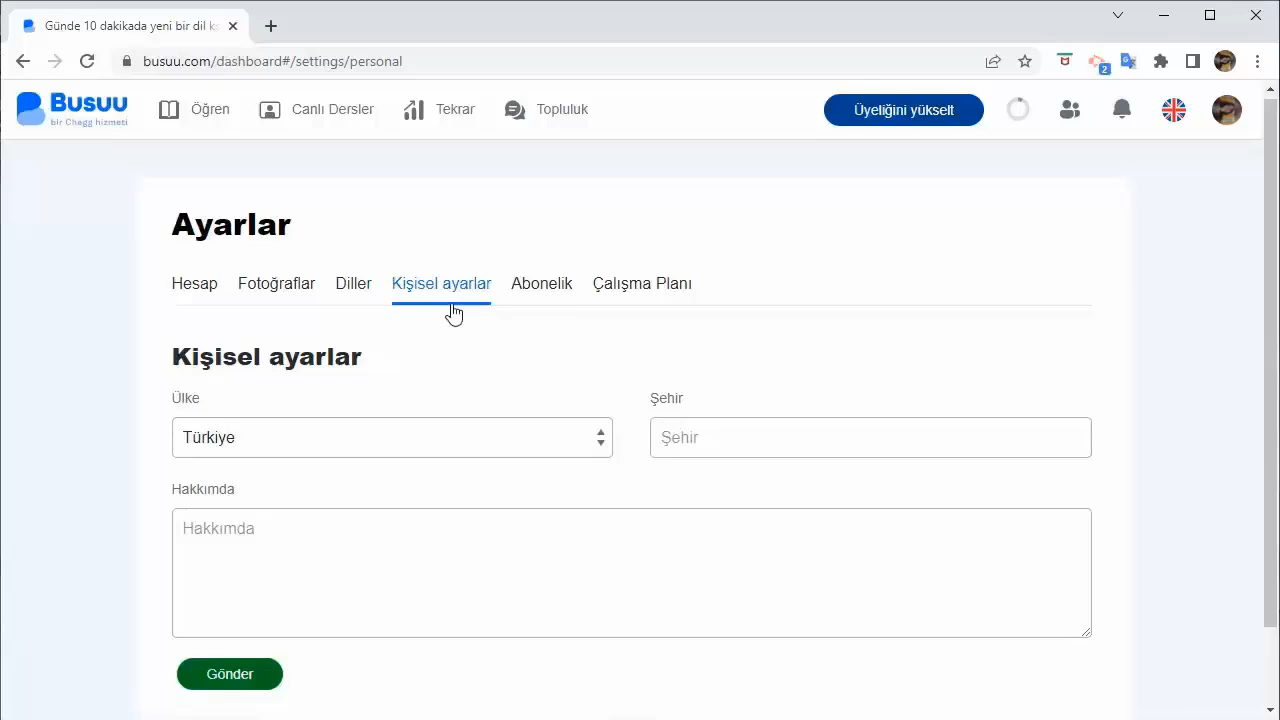 Günde 10 dakikada yeni bir dil
busuu.com/dashboard#/settings/personal
2
Busuu
bir Chegg hizmeti
Öğren
Canlı Dersler
Tekrar
Topluluk
Üyeliğini yükselt
Ayarlar
Hesap
Fotoğraflar
Diller
Kişisel ayarlar
Abonelik
Çalışma Planı
Kişisel ayarlar
Ülke
Şehir
Türkiye
Şehir
Hakkımda
Hakkımda
Gönder